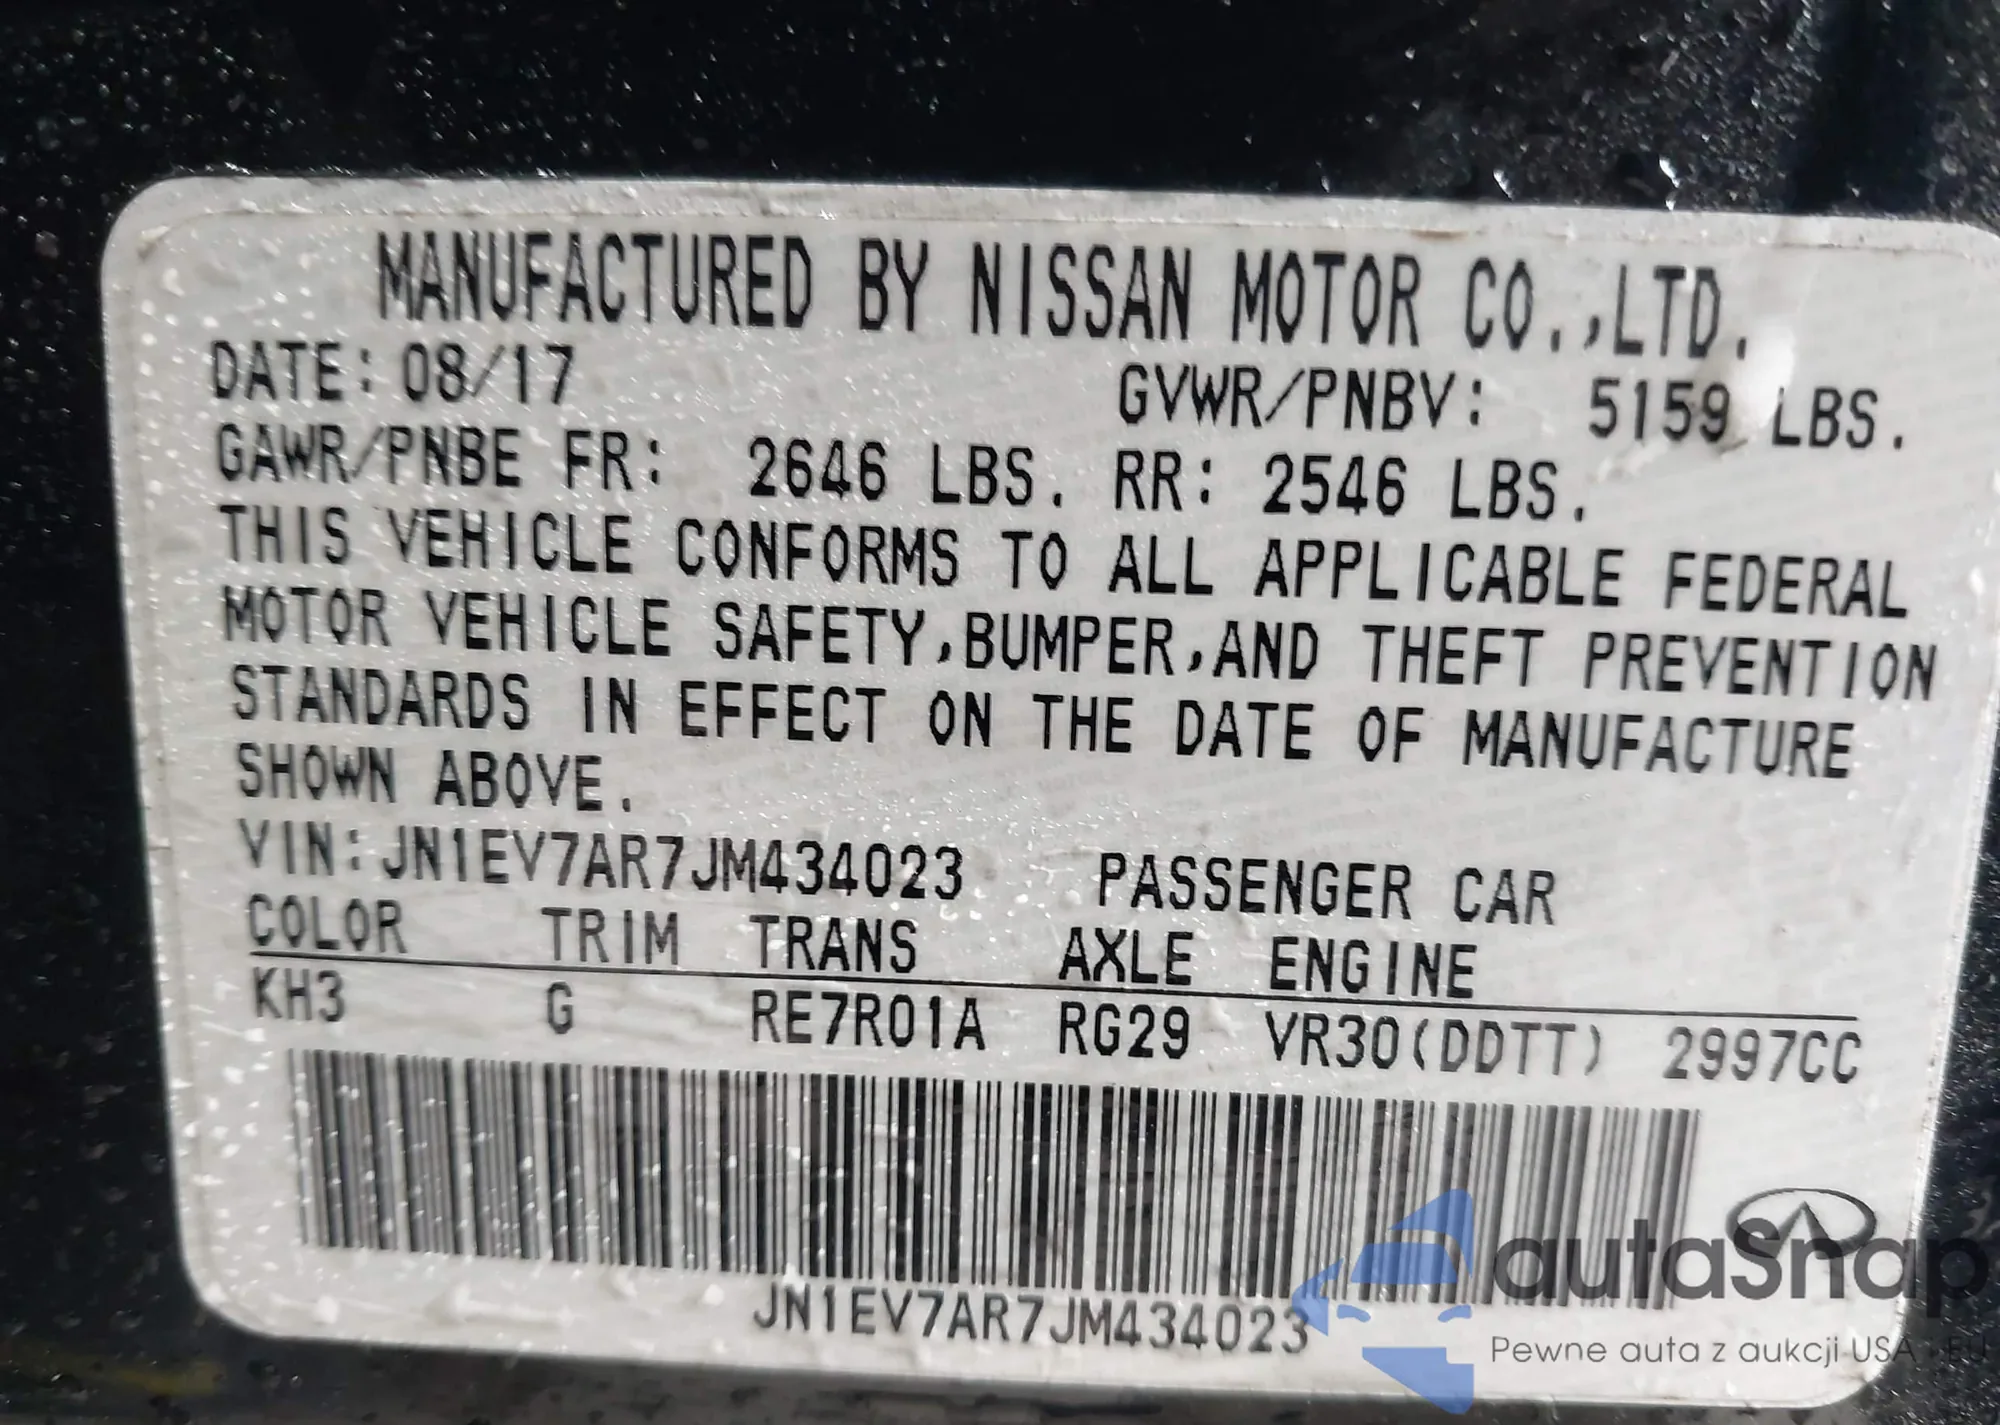 MANUFACTURED BY NISSAN MOTOR CO.,LTD.
DATE: 08/17 GVWR/PNBV: 5159 LBS.
GAWR/PNBE FR: 2646 LBS. RR: 2546 LBS.
THIS VEHICLE CONFORMS TO ALL APPLICABLE FEDERAL
MOTOR VEHICLE SAFETY,BUMPER,AND THEFT PREVENTION
STANDARDS IN EFFECT ON THE DATE OF MANUFACTURE
SHOWN ABOVE.
VIN:JN1EV7AR7JM434023 PASSENGER CAR
COLOR TRIM TRANS AXLE ENGINE
KH3 G RE7R01A RG29 VR30(DDTT) 2997CC
JN1EV7AR7JM434023
autaSnap
Pewne auta z aukcji USA - EU